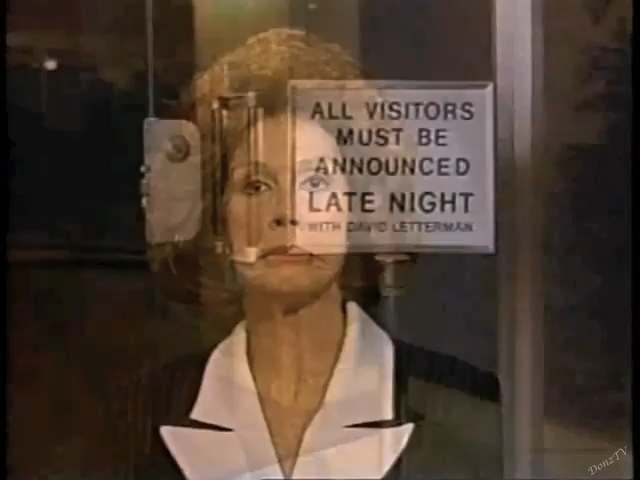 ALL VISITORS
MUST BE
ANNOUNCED
LATE NIGHT
WITH DAVID LETTERMAN
DonzTV